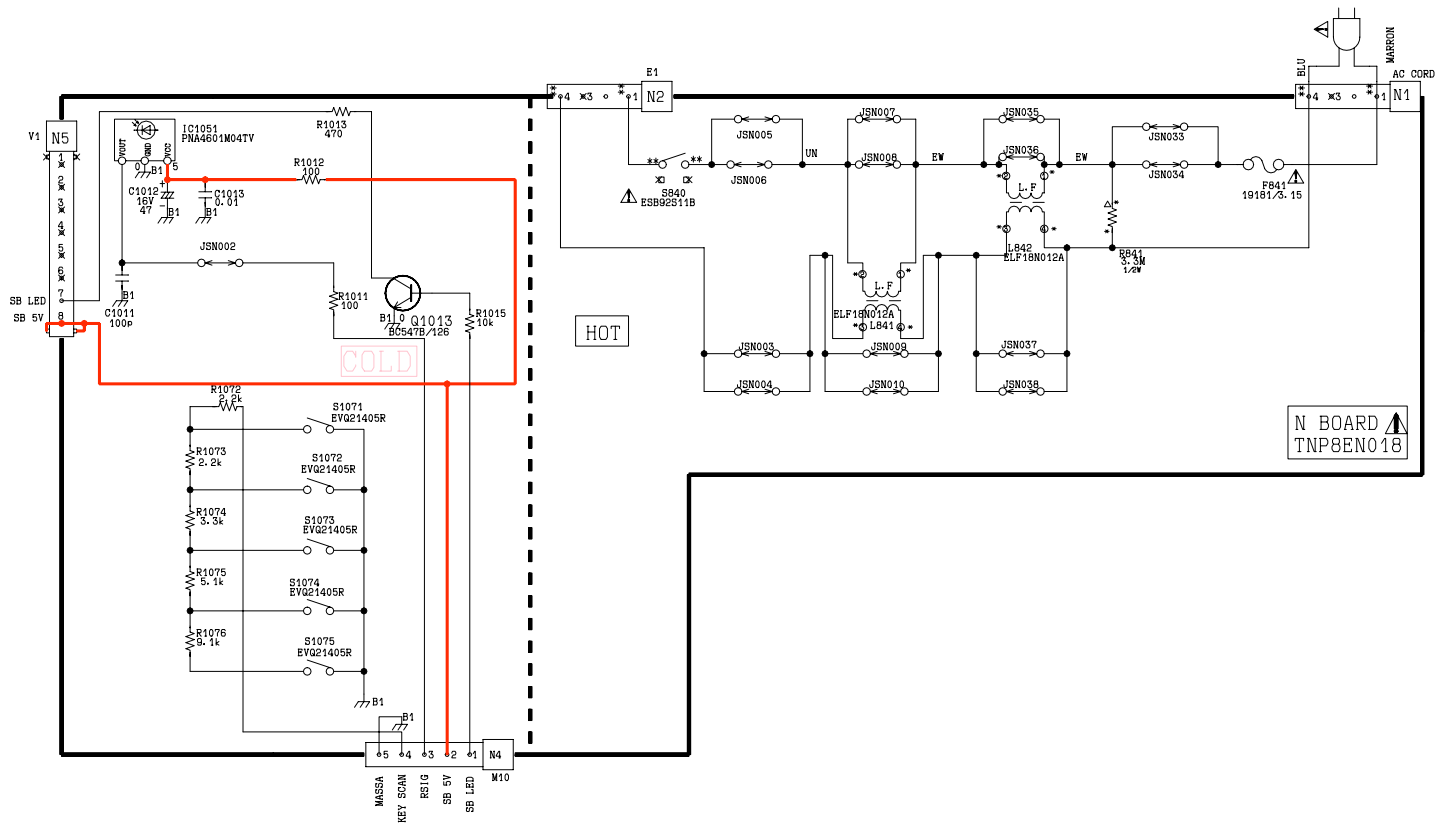 BLU
MARRON
AC CORD
E1
** 4 3 ** 1 N2
** 4 3 ** 1 N1
V1 N5
1
2
3
4
5
6
7
8
SB LED
SB 5V
IC1051
PNA4601M04TV
VOUT
GND
VCC
0 B1 5
R1013
470
R1012
100
C1012
16V
47
+
-
B1
C1013
0.01
B1
JSN002
B1
C1011
100p
R1011
100
B1 0
Q1013
BC547B/126
R1015
10k
COLD
HOT
JSN005
JSN006
UN
** **
S840
ESB92S11B
JSN007
JSN008
EW
JSN035
JSN036
EW
L.F
L842
ELF18N012A
JSN033
JSN034
F841
19181/3.15
R841
3.3M
1/2W
L.F
ELF18N012A
L841
JSN003
JSN004
JSN009
JSN010
JSN037
JSN038
N BOARD
TNP8EN018
R1072
2.2k
R1073
2.2k
R1074
3.3k
R1075
5.1k
R1076
9.1k
S1071
EVQ21405R
S1072
EVQ21405R
S1073
EVQ21405R
S1074
EVQ21405R
S1075
EVQ21405R
B1
B1
5 4 3 2 1 N4
M10
MASSA
KEY SCAN
RSIG
SB 5V
SB LED